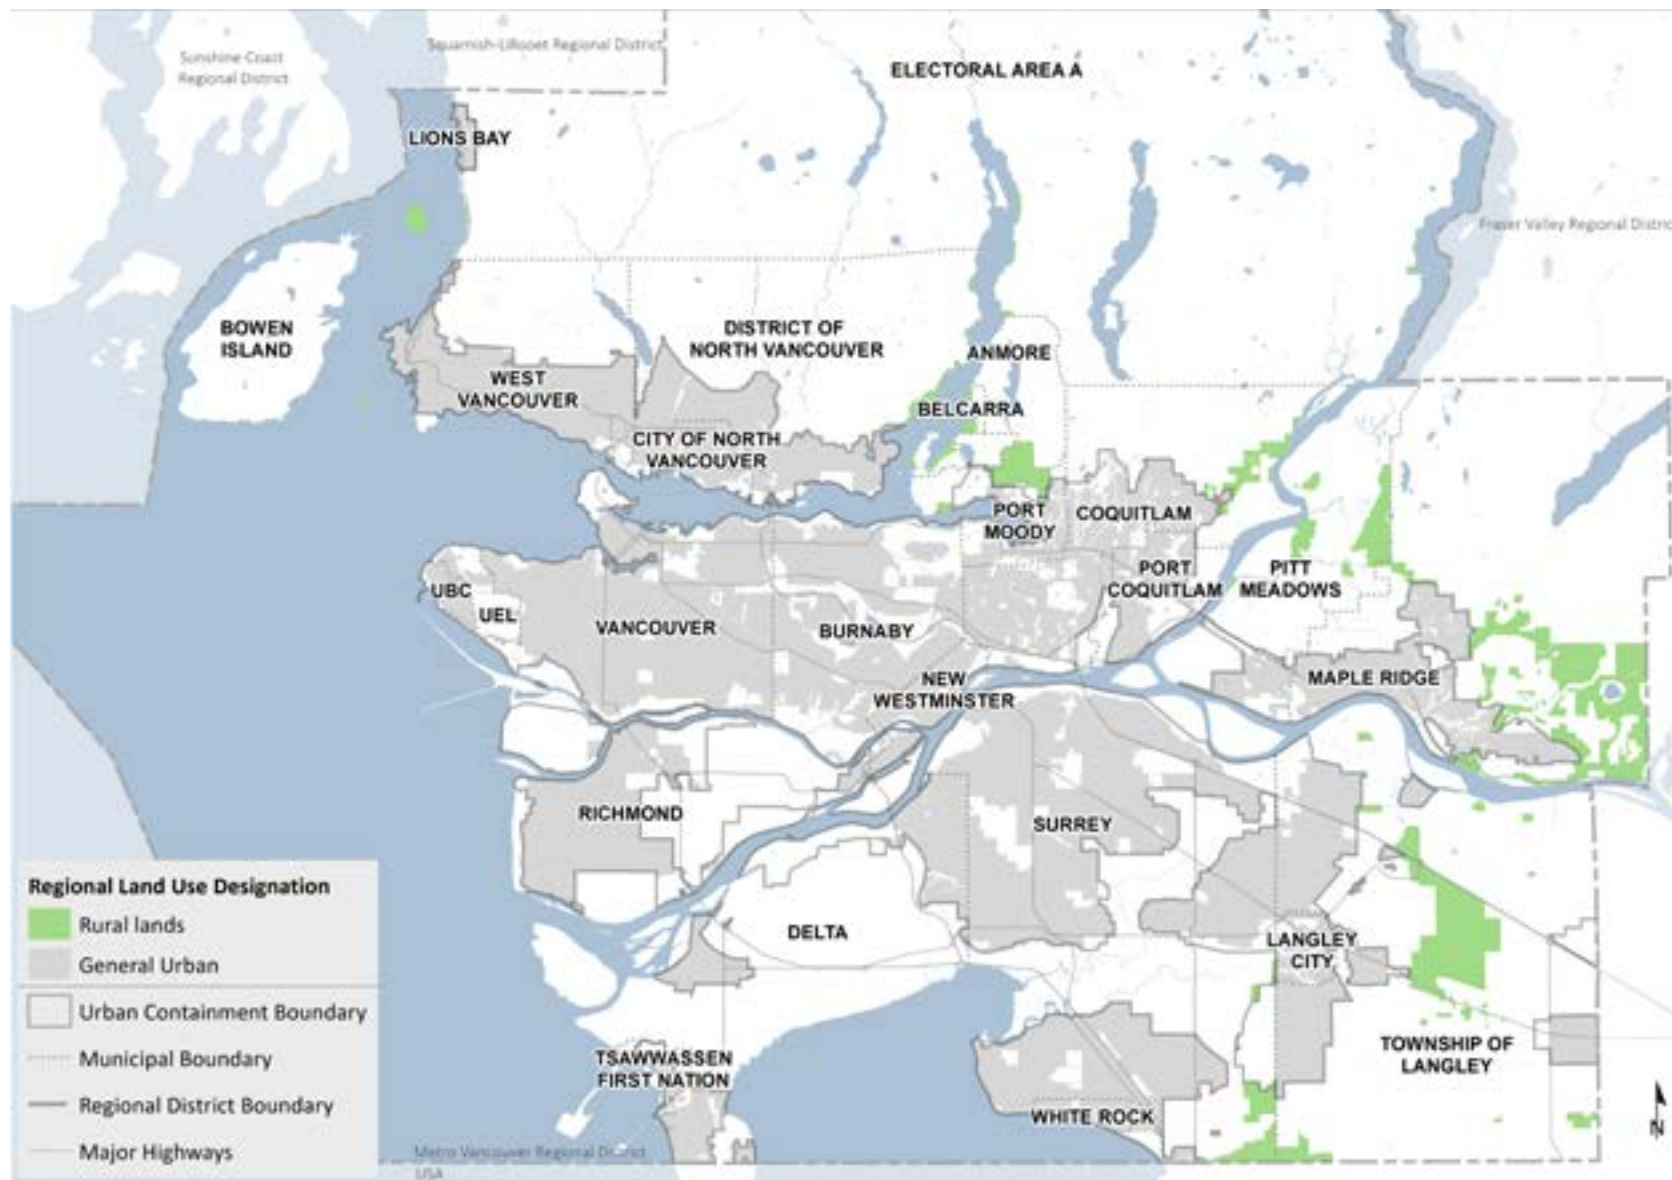 Sunshine Coast
Regional District
Squamish-Lillooet Regional District
ELECTORAL AREA A
LIONS BAY
Fraser Valley Regional District
BOWEN
ISLAND
DISTRICT OF
NORTH VANCOUVER
ANMORE
WEST
VANCOUVER
BELCARRA
CITY OF NORTH
VANCOUVER
PORT
MOODY
COQUITLAM
UBC
UEL
PORT
COQUITLAM
PITT
MEADOWS
VANCOUVER
BURNABY
NEW
WESTMINSTER
MAPLE RIDGE
RICHMOND
SURREY
DELTA
LANGLEY
CITY
TSAWWASSEN
FIRST NATION
TOWNSHIP OF
LANGLEY
WHITE ROCK
Metro Vancouver Regional District
USA
N
Regional Land Use Designation
Rural lands
General Urban
Urban Containment Boundary
Municipal Boundary
Regional District Boundary
Major Highways